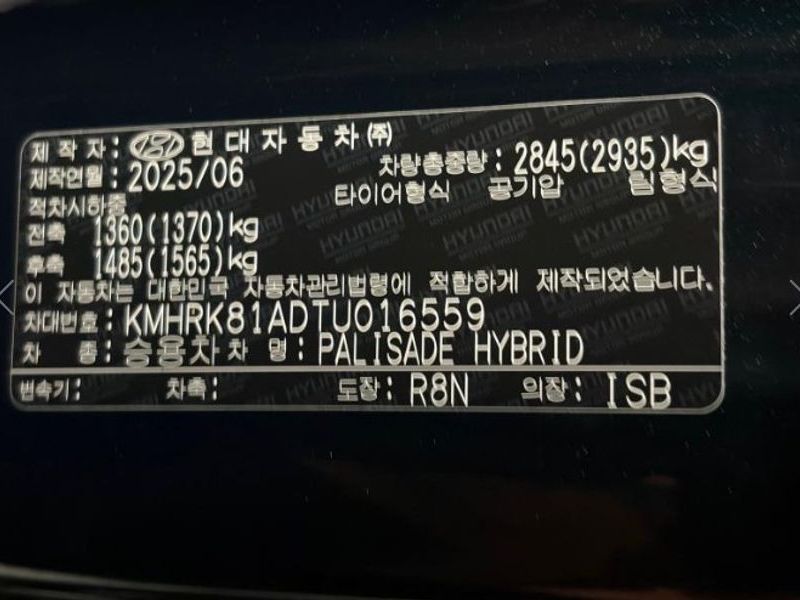 제 작 자 : 현 대 자 동 차 ㈜
제작연월 : 2025/06 차량총중량 : 2845(2935)kg
적차시하중 타이어형식 공기압 림형식
전축 1360(1370)kg
후축 1485(1565)kg
이 자동차는 대한민국 자동차관리법령에 적합하게 제작되었습니다.
차대번호 : KMHRK81ADTU016559
차 종 : 승용차 차 명 : PALISADE HYBRID
변속기 : 차축 : 도장 : R8N 의장 : ISB